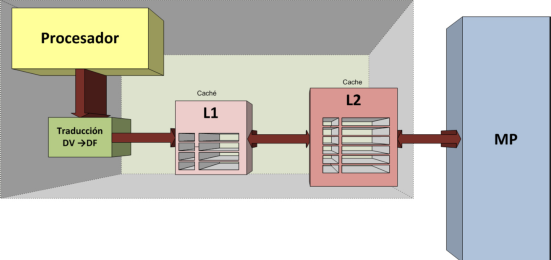 Procesador
Traducción
DV →DF
Caché
L1
Cache
L2
MP